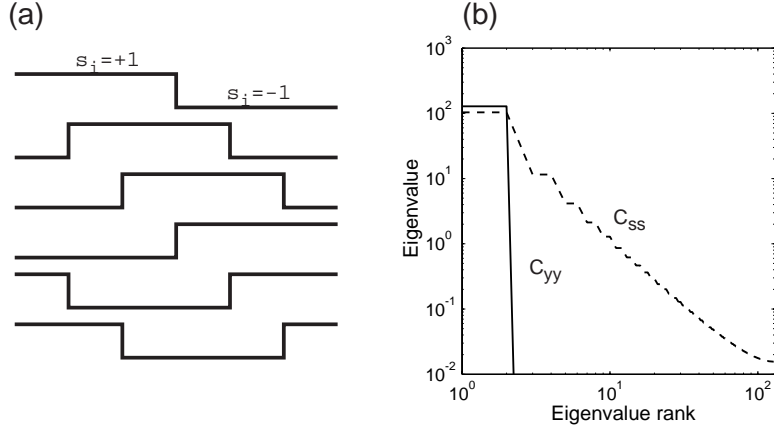 (a)
s_i=+1
s_i=-1
(b)
10^3
10^2
10^1
10^0
10^-1
10^-2
Eigenvalue
C_ss
C_yy
10^0
10^1
10^2
Eigenvalue rank